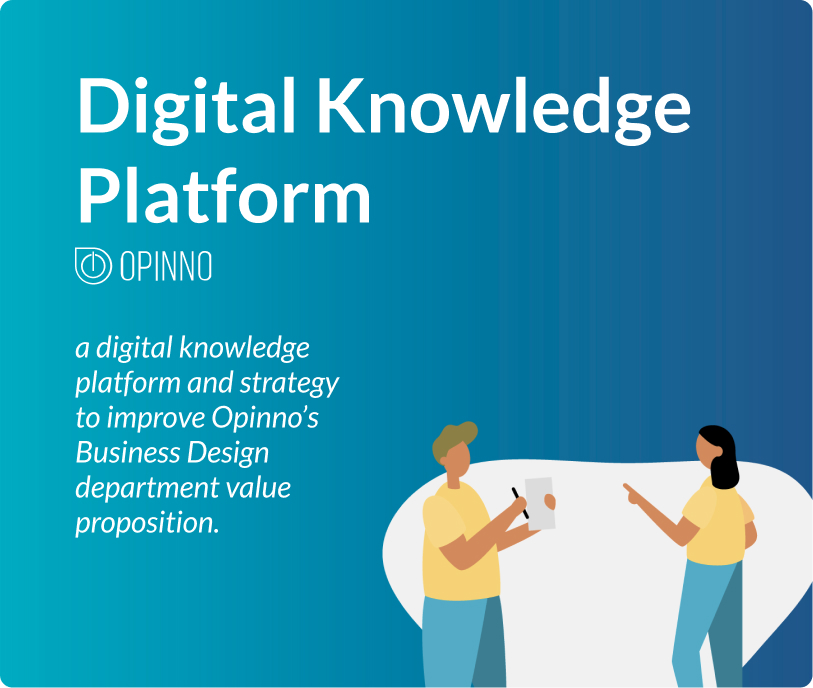 Digital Knowledge
Platform
OPINNO
a digital knowledge
platform and strategy
to improve Opinno’s
Business Design
department value
proposition.